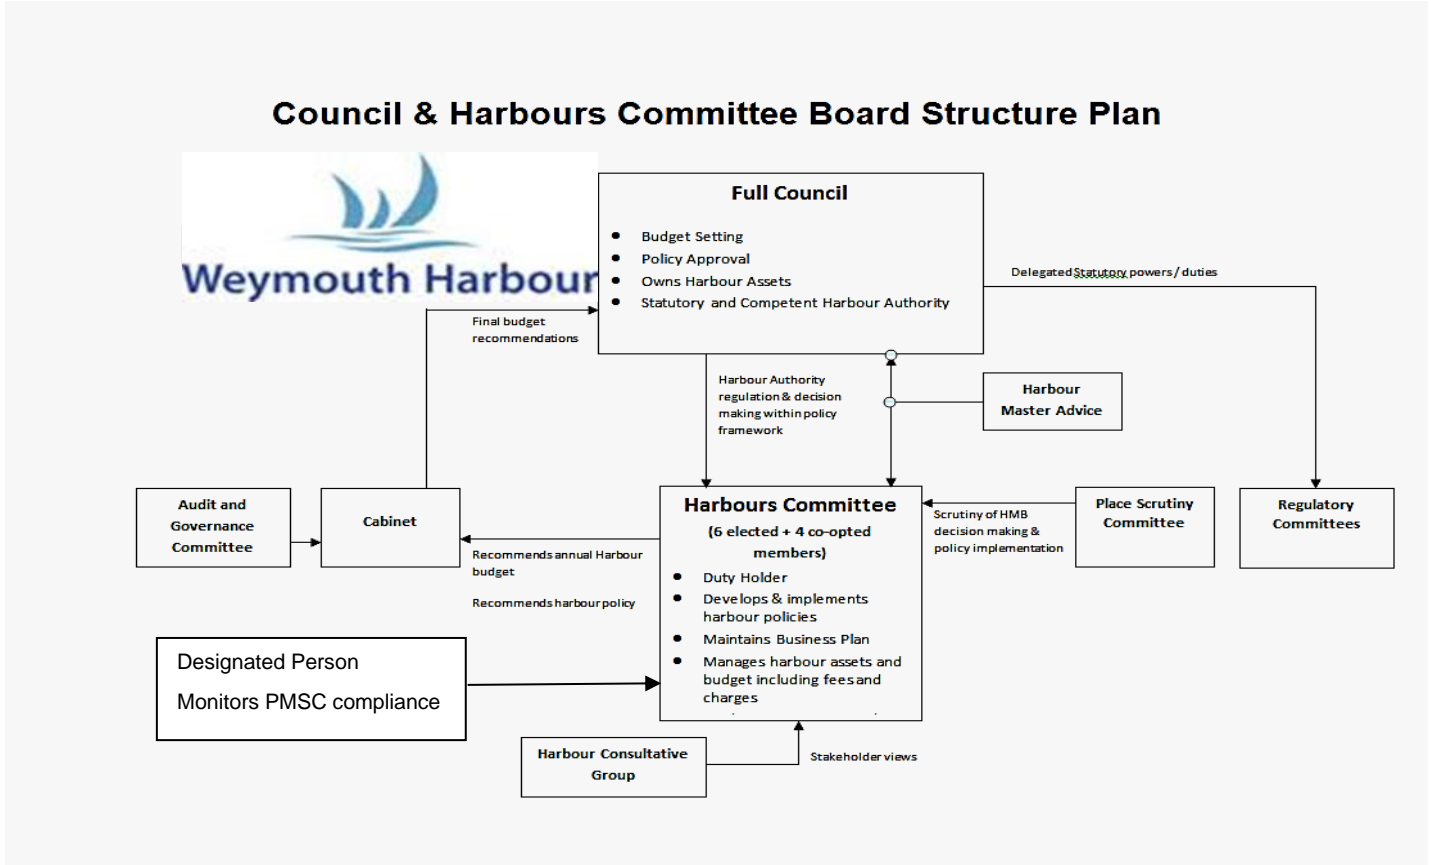 Council & Harbours Committee Board Structure Plan
Weymouth Harbour
Full Council
● Budget Setting
● Policy Approval
● Owns Harbour Assets
● Statutory and Competent Harbour Authority
Delegated Statutory powers / duties
Final budget
recommendations
Harbour Authority
regulation & decision
making within policy
framework
Harbour
Master Advice
Audit and
Governance
Committee
Cabinet
Harbours Committee
(6 elected + 4 co-opted
members)
● Duty Holder
● Develops & implements
harbour policies
● Maintains Business Plan
● Manages harbour assets and
budget including fees and
charges
Scrutiny of HMB
decision making &
policy implementation
Place Scrutiny
Committee
Regulatory
Committees
Recommends annual Harbour
budget
Recommends harbour policy
Designated Person
Monitors PMSC compliance
Harbour Consultative
Group
Stakeholder views